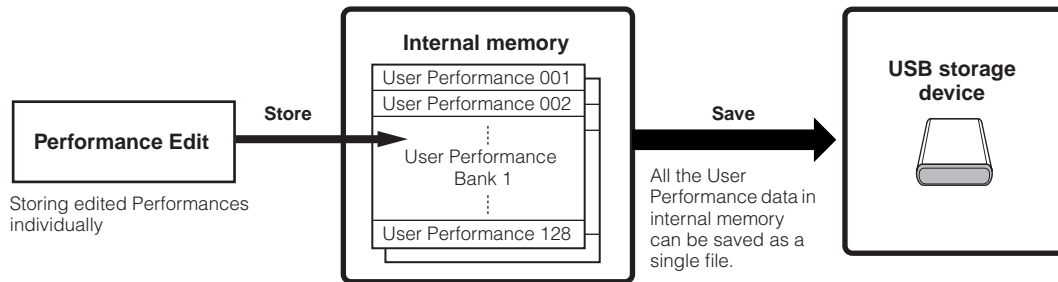 Performance Edit
Storing edited Performances
individually
Store
Internal memory
User Performance 001
User Performance 002
User Performance
Bank 1
User Performance 128
Save
All the User
Performance data in
internal memory
can be saved as a
single file.
USB storage
device